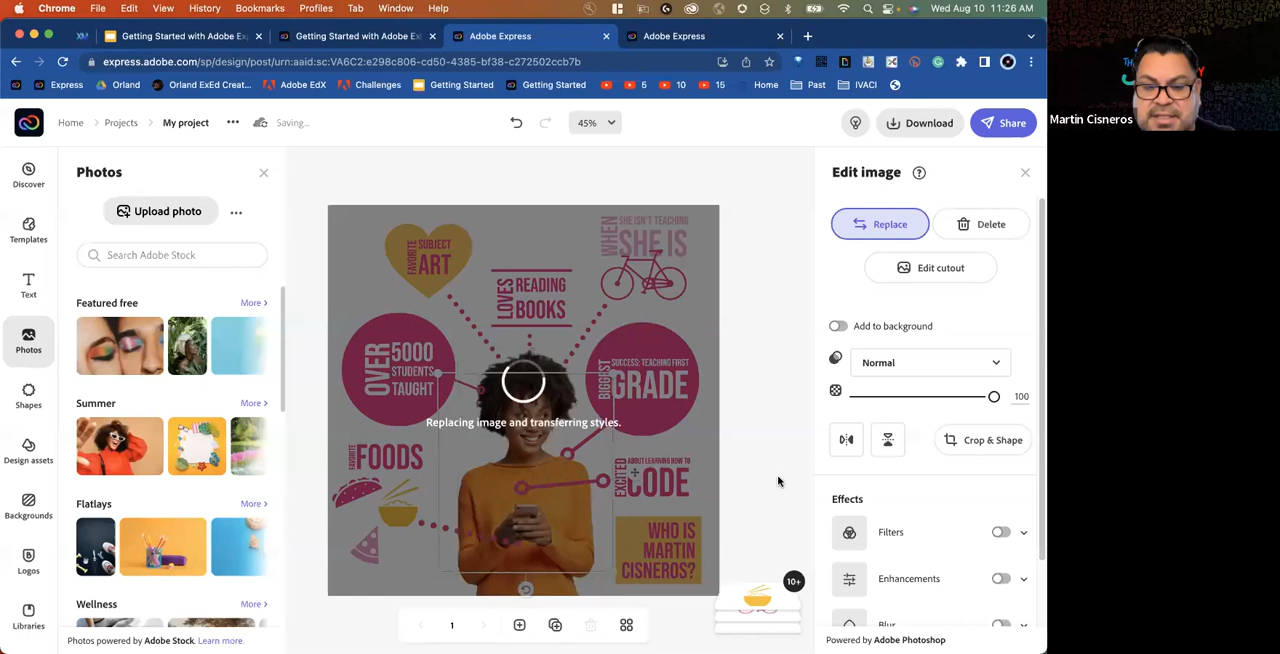 Chrome File Edit View History Bookmarks Profiles Tab Window Help
Wed Aug 10 11:26 AM
Getting Started with Adobe Ex
Getting Started with Adobe Ex
Adobe Express
Adobe Express
express.adobe.com/sp/design/post/urn:aaid:sc:VA6C2:e298c806-cd50-4385-bf38-c272502ccb7b
Express
Orland
Orland ExEd Creat...
Adobe EdX
Challenges
Getting Started
Getting Started
5
10
15
Home
Past
IVACI
Martin Cisneros
Home
Projects
My project
Saving...
45%
Download
Share
Discover
Templates
Text
Photos
Shapes
Design assets
Backgrounds
Logos
Libraries
Photos
Upload photo
Search Adobe Stock
Featured free
More
Summer
More
Flatlays
More
Wellness
More
Photos powered by Adobe Stock. Learn more.
FAVORITE SUBJECT ART
LOVES READING BOOKS
WHEN SHE ISN'T TEACHING SHE IS
OVER 5000 STUDENTS TAUGHT
BIGGEST SUCCESS: TEACHING FIRST GRADE
Replacing image and transferring styles.
FAVORITE FOODS
EXCITED ABOUT LEARNING HOW TO CODE
WHO IS
MARTIN
CISNEROS?
10+
1
Edit image
Replace
Delete
Edit cutout
Add to background
Normal
100
Crop & Shape
Effects
Filters
Enhancements
Blur
Powered by Adobe Photoshop